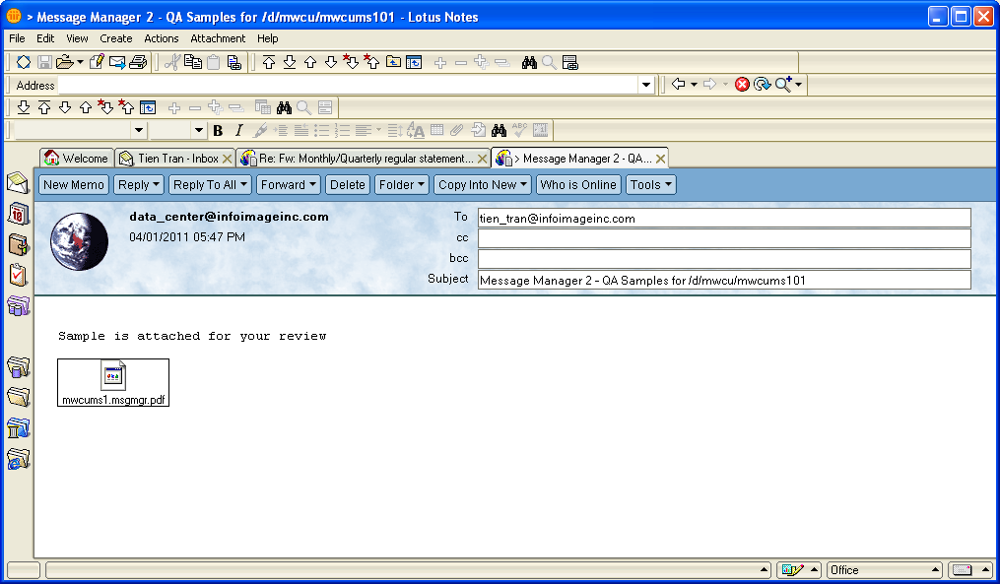 > Message Manager 2 - QA Samples for /d/mwcu/mwcums101 - Lotus Notes
File Edit View Create Actions Attachment Help
Address
B I
ABC
Welcome Tien Tran - Inbox Re: Fw: Monthly/Quarterly regular statement... > Message Manager 2 - QA...
New Memo Reply Reply To All Forward Delete Folder Copy Into New Who is Online Tools
18
data_center@infoimageinc.com
04/01/2011 05:47 PM
To tien_tran@infoimageinc.com
cc
bcc
Subject Message Manager 2 - QA Samples for /d/mwcu/mwcums101
Sample is attached for your review
mwcums1.msgmgr.pdf
Office